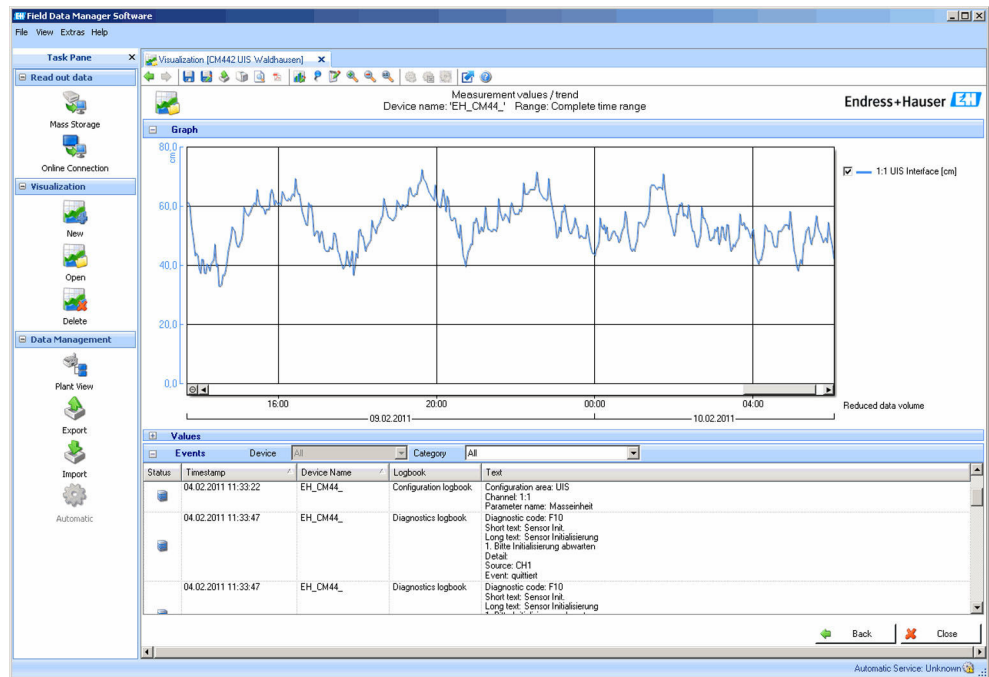 Field Data Manager Software
File View Extras Help
Task Pane X
Visualization [CM442 UIS Waldhausen] x
Read out data
Mass Storage
Online Connection
Visualization
New
Open
Delete
Data Management
Plant View
Export
Import
Automatic
Measurement values / trend
Device name: 'EH_CM44_' Range: Complete time range
Endress+Hauser EH
Graph
80,0
cm
60,0
40,0
20,0
0,0
1:1 UIS Interface [cm]
16:00 20:00 00:00 04:00
09.02.2011 10.02.2011
Reduced data volume
Values
Events Device All Category All
Status Timestamp Device Name Logbook Text
04.02.2011 11:33:22 EH_CM44_ Configuration logbook Configuration area: UIS
Channel: 1:1
Parameter name: Masseinheit
04.02.2011 11:33:47 EH_CM44_ Diagnostics logbook Diagnostic code: F10
Short text: Sensor Init.
Long text: Sensor Initialisierung
1. Bitte Initialisierung abwarten
Detail:
Source: CH1
Event: quittiert
04.02.2011 11:33:47 EH_CM44_ Diagnostics logbook Diagnostic code: F10
Short text: Sensor Init.
Long text: Sensor Initialisierung
Back Close
Automatic Service: Unknown